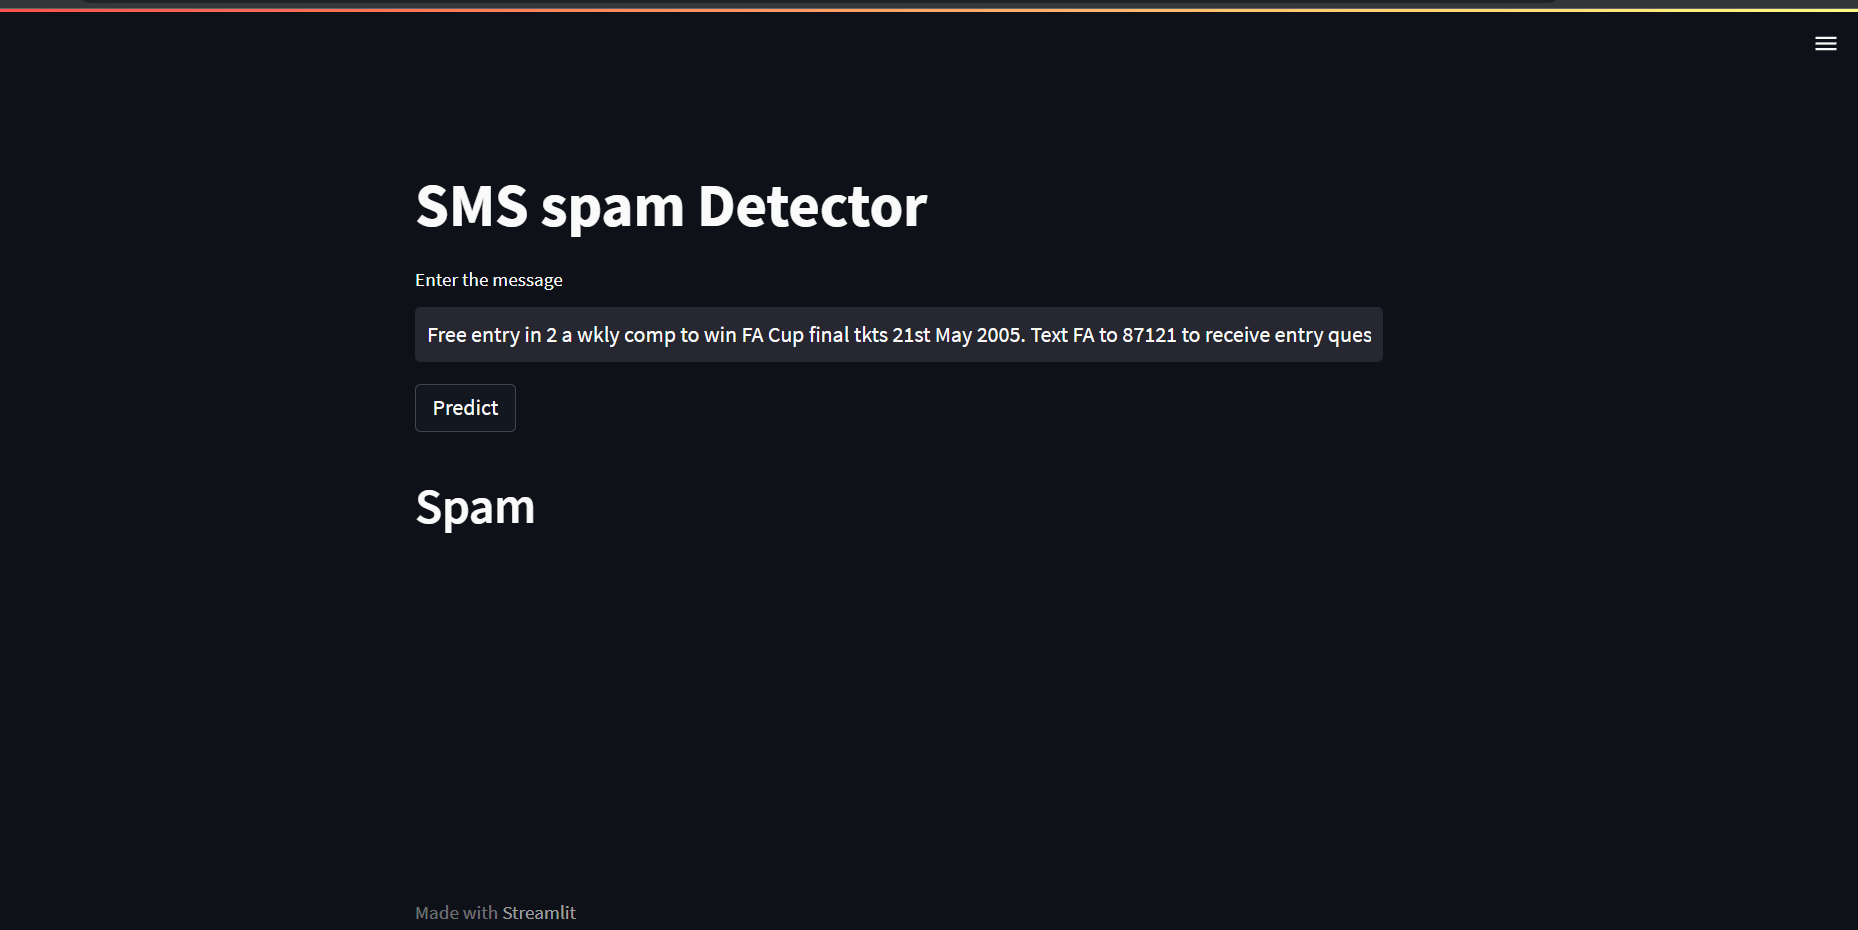 SMS spam Detector
Enter the message
Free entry in 2 a wkly comp to win FA Cup final tkts 21st May 2005. Text FA to 87121 to receive entry ques
Predict
Spam
Made with Streamlit